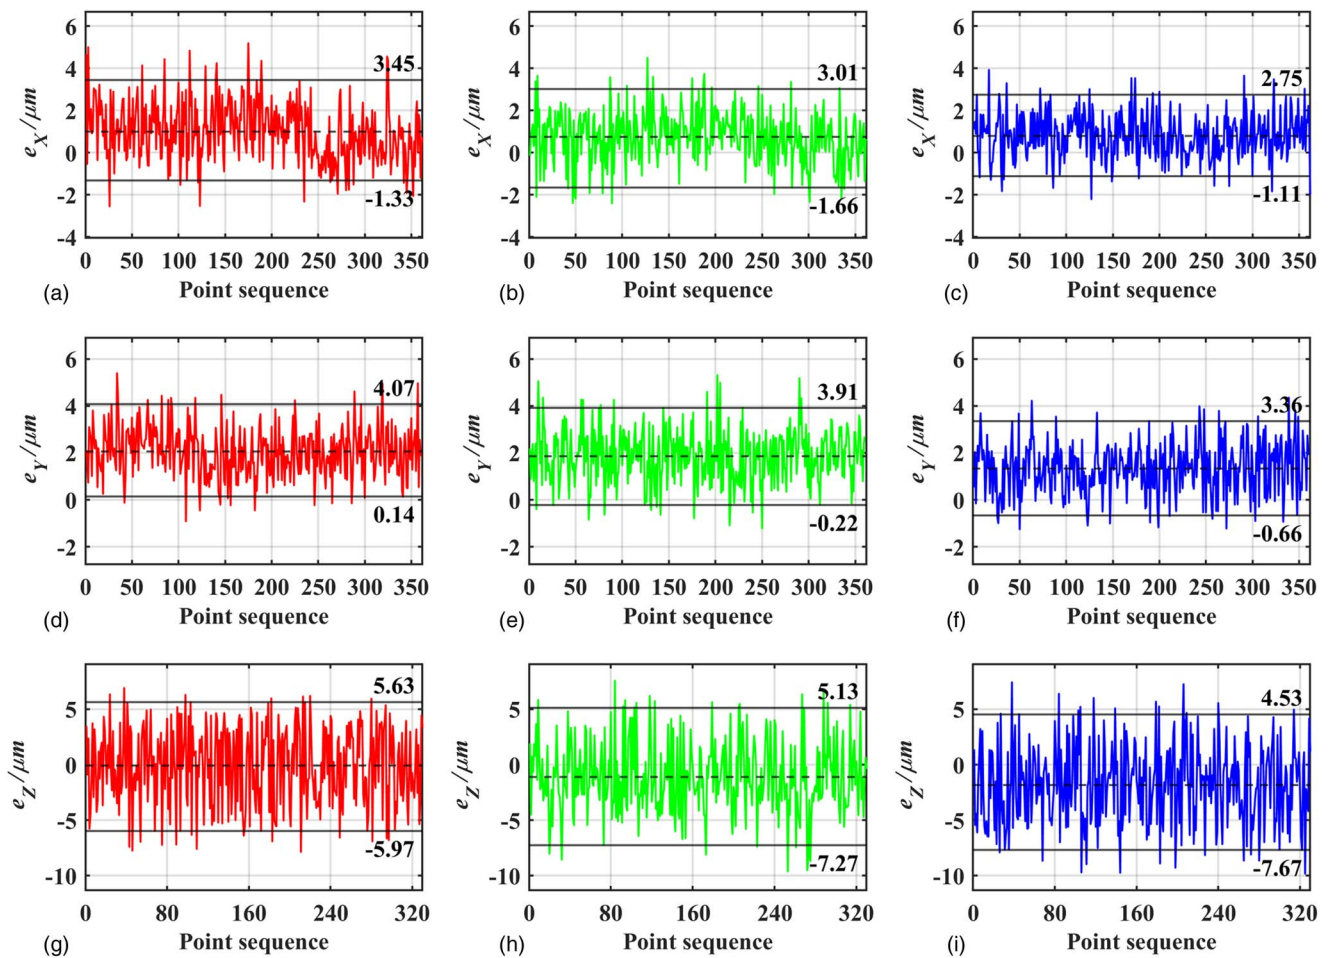 6
4
2
0
-2
-4
e_X/μm
3.45
-1.33
0 50 100 150 200 250 300 350
Point sequence
(a)
6
4
2
0
-2
-4
e_X/μm
3.01
-1.66
0 50 100 150 200 250 300 350
Point sequence
(b)
6
4
2
0
-2
-4
e_X/μm
2.75
-1.11
0 50 100 150 200 250 300 350
Point sequence
(c)
6
4
2
0
-2
e_Y/μm
4.07
0.14
0 50 100 150 200 250 300 350
Point sequence
(d)
6
4
2
0
-2
e_Y/μm
3.91
-0.22
0 50 100 150 200 250 300 350
Point sequence
(e)
6
4
2
0
-2
e_Y/μm
3.36
-0.66
0 50 100 150 200 250 300 350
Point sequence
(f)
5
0
-5
-10
e_Z/μm
5.63
-5.97
0 80 160 240 320
Point sequence
(g)
5
0
-5
-10
e_Z/μm
5.13
-7.27
0 80 160 240 320
Point sequence
(h)
5
0
-5
-10
e_Z/μm
4.53
-7.67
0 80 160 240 320
Point sequence
(i)